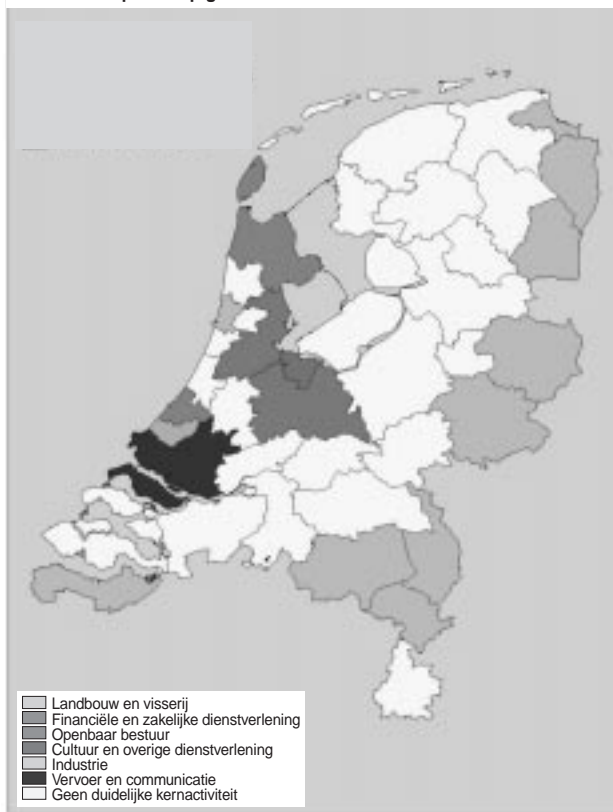 Landbouw en visserij
Financiële en zakelijke dienstverlening
Openbaar bestuur
Cultuur en overige dienstverlening
Industrie
Vervoer en communicatie
Geen duidelijke kernactiviteit